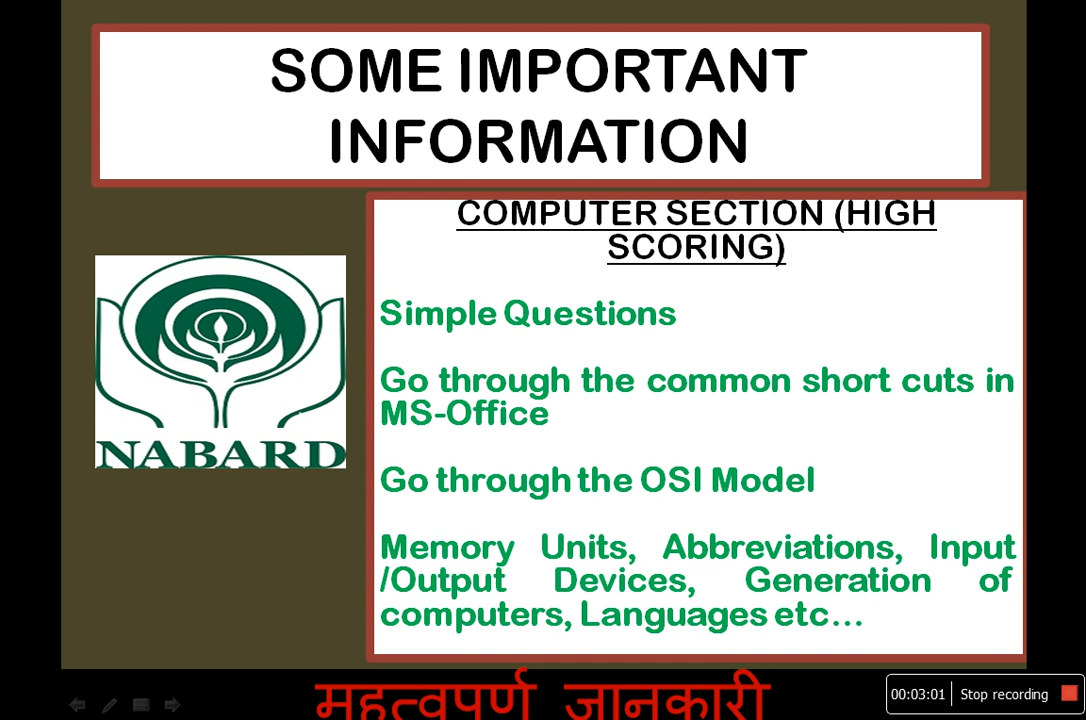 SOME IMPORTANT
INFORMATION
COMPUTER SECTION (HIGH
SCORING)
Simple Questions
Go through the common short cuts in
MS-Office
Go through the OSI Model
Memory Units, Abbreviations, Input
/Output Devices, Generation of
computers, Languages etc...
NABARD
महत्वपूर्ण जानकारी
00:03:01 Stop recording